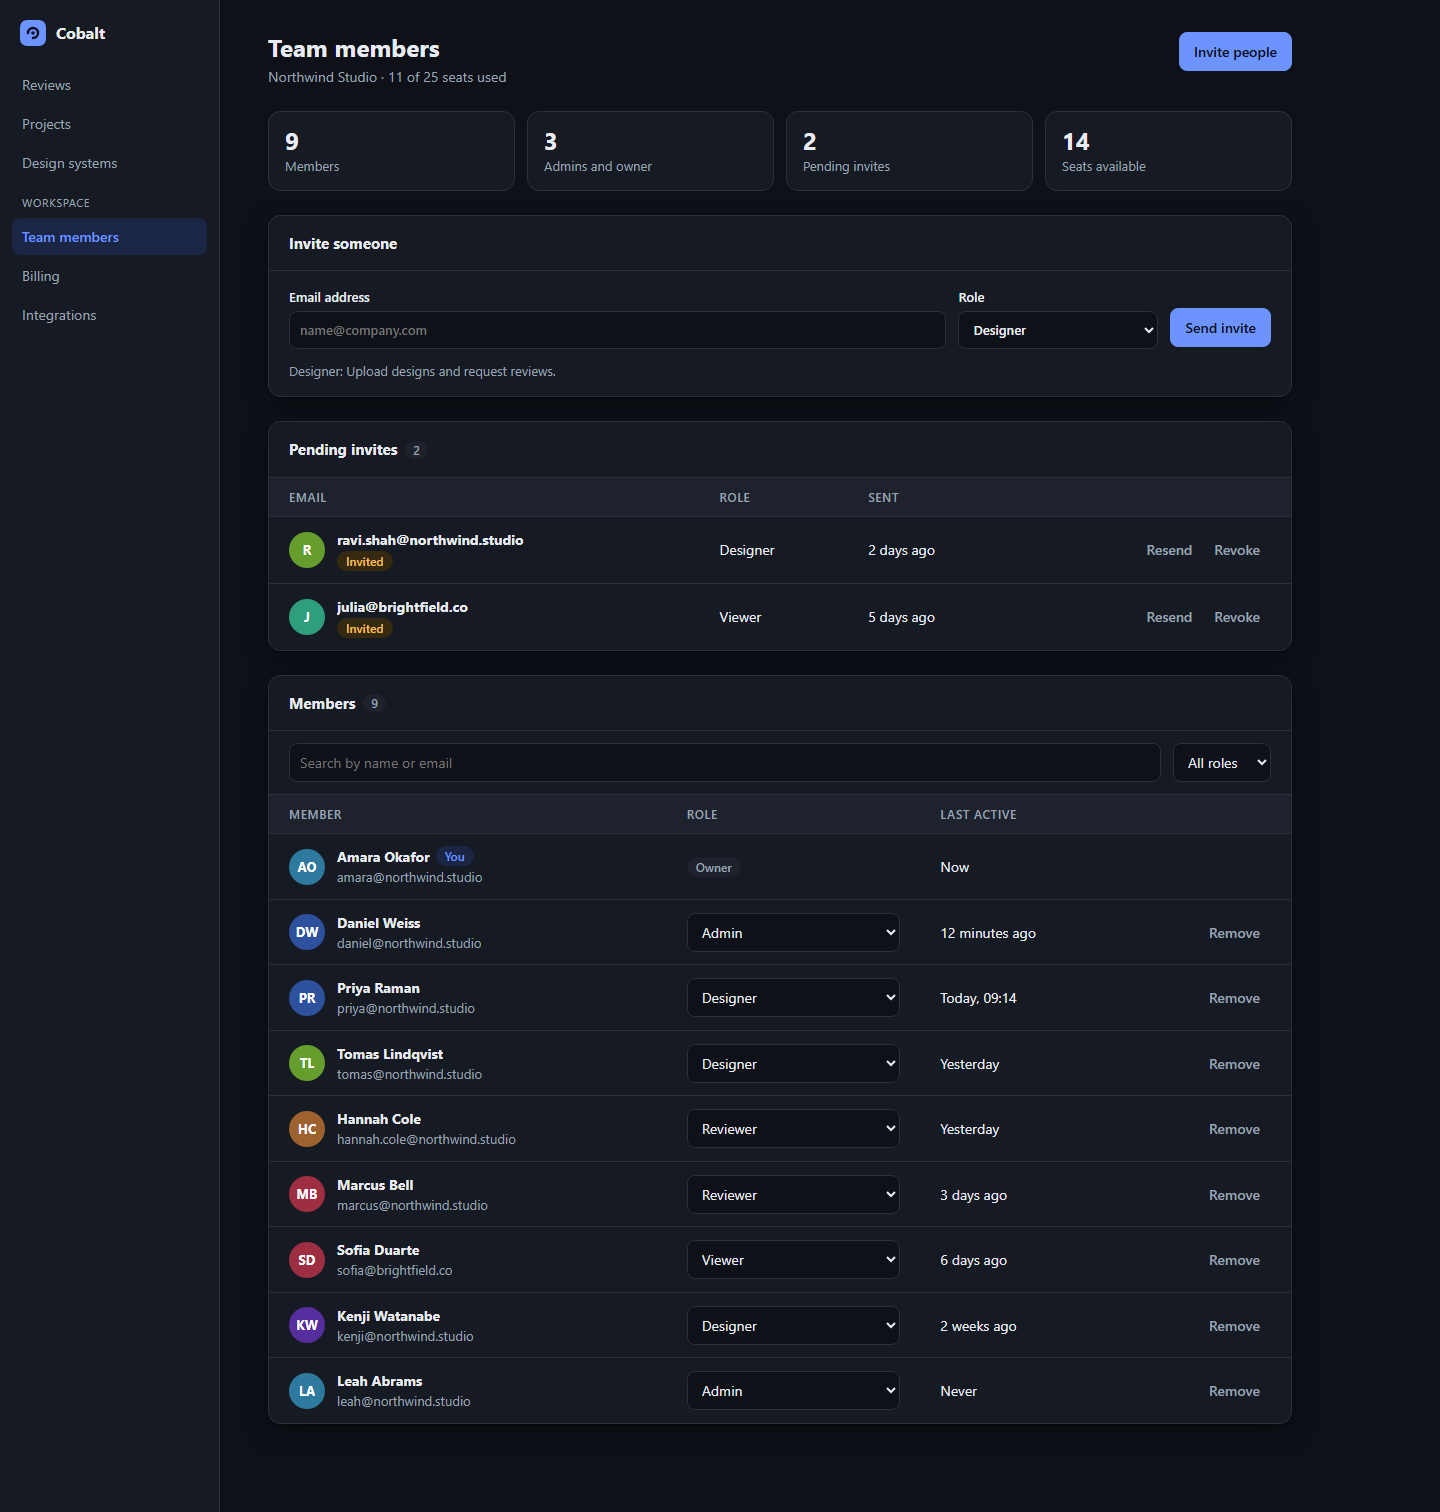 Cobalt
Reviews
Projects
Design systems
WORKSPACE
Team members
Billing
Integrations
Team members
Northwind Studio · 11 of 25 seats used
Invite people
9
Members
3
Admins and owner
2
Pending invites
14
Seats available
Invite someone
Email address
name@company.com
Role
Designer
Send invite
Designer: Upload designs and request reviews.
Pending invites 2
EMAIL ROLE SENT
R
ravi.shah@northwind.studio
Invited
Designer 2 days ago Resend Revoke
J
julia@brightfield.co
Invited
Viewer 5 days ago Resend Revoke
Members 9
Search by name or email
All roles
MEMBER ROLE LAST ACTIVE
AO
Amara Okafor You
amara@northwind.studio
Owner Now
DW
Daniel Weiss
daniel@northwind.studio
Admin 12 minutes ago Remove
PR
Priya Raman
priya@northwind.studio
Designer Today, 09:14 Remove
TL
Tomas Lindqvist
tomas@northwind.studio
Designer Yesterday Remove
HC
Hannah Cole
hannah.cole@northwind.studio
Reviewer Yesterday Remove
MB
Marcus Bell
marcus@northwind.studio
Reviewer 3 days ago Remove
SD
Sofia Duarte
sofia@brightfield.co
Viewer 6 days ago Remove
KW
Kenji Watanabe
kenji@northwind.studio
Designer 2 weeks ago Remove
LA
Leah Abrams
leah@northwind.studio
Admin Never Remove